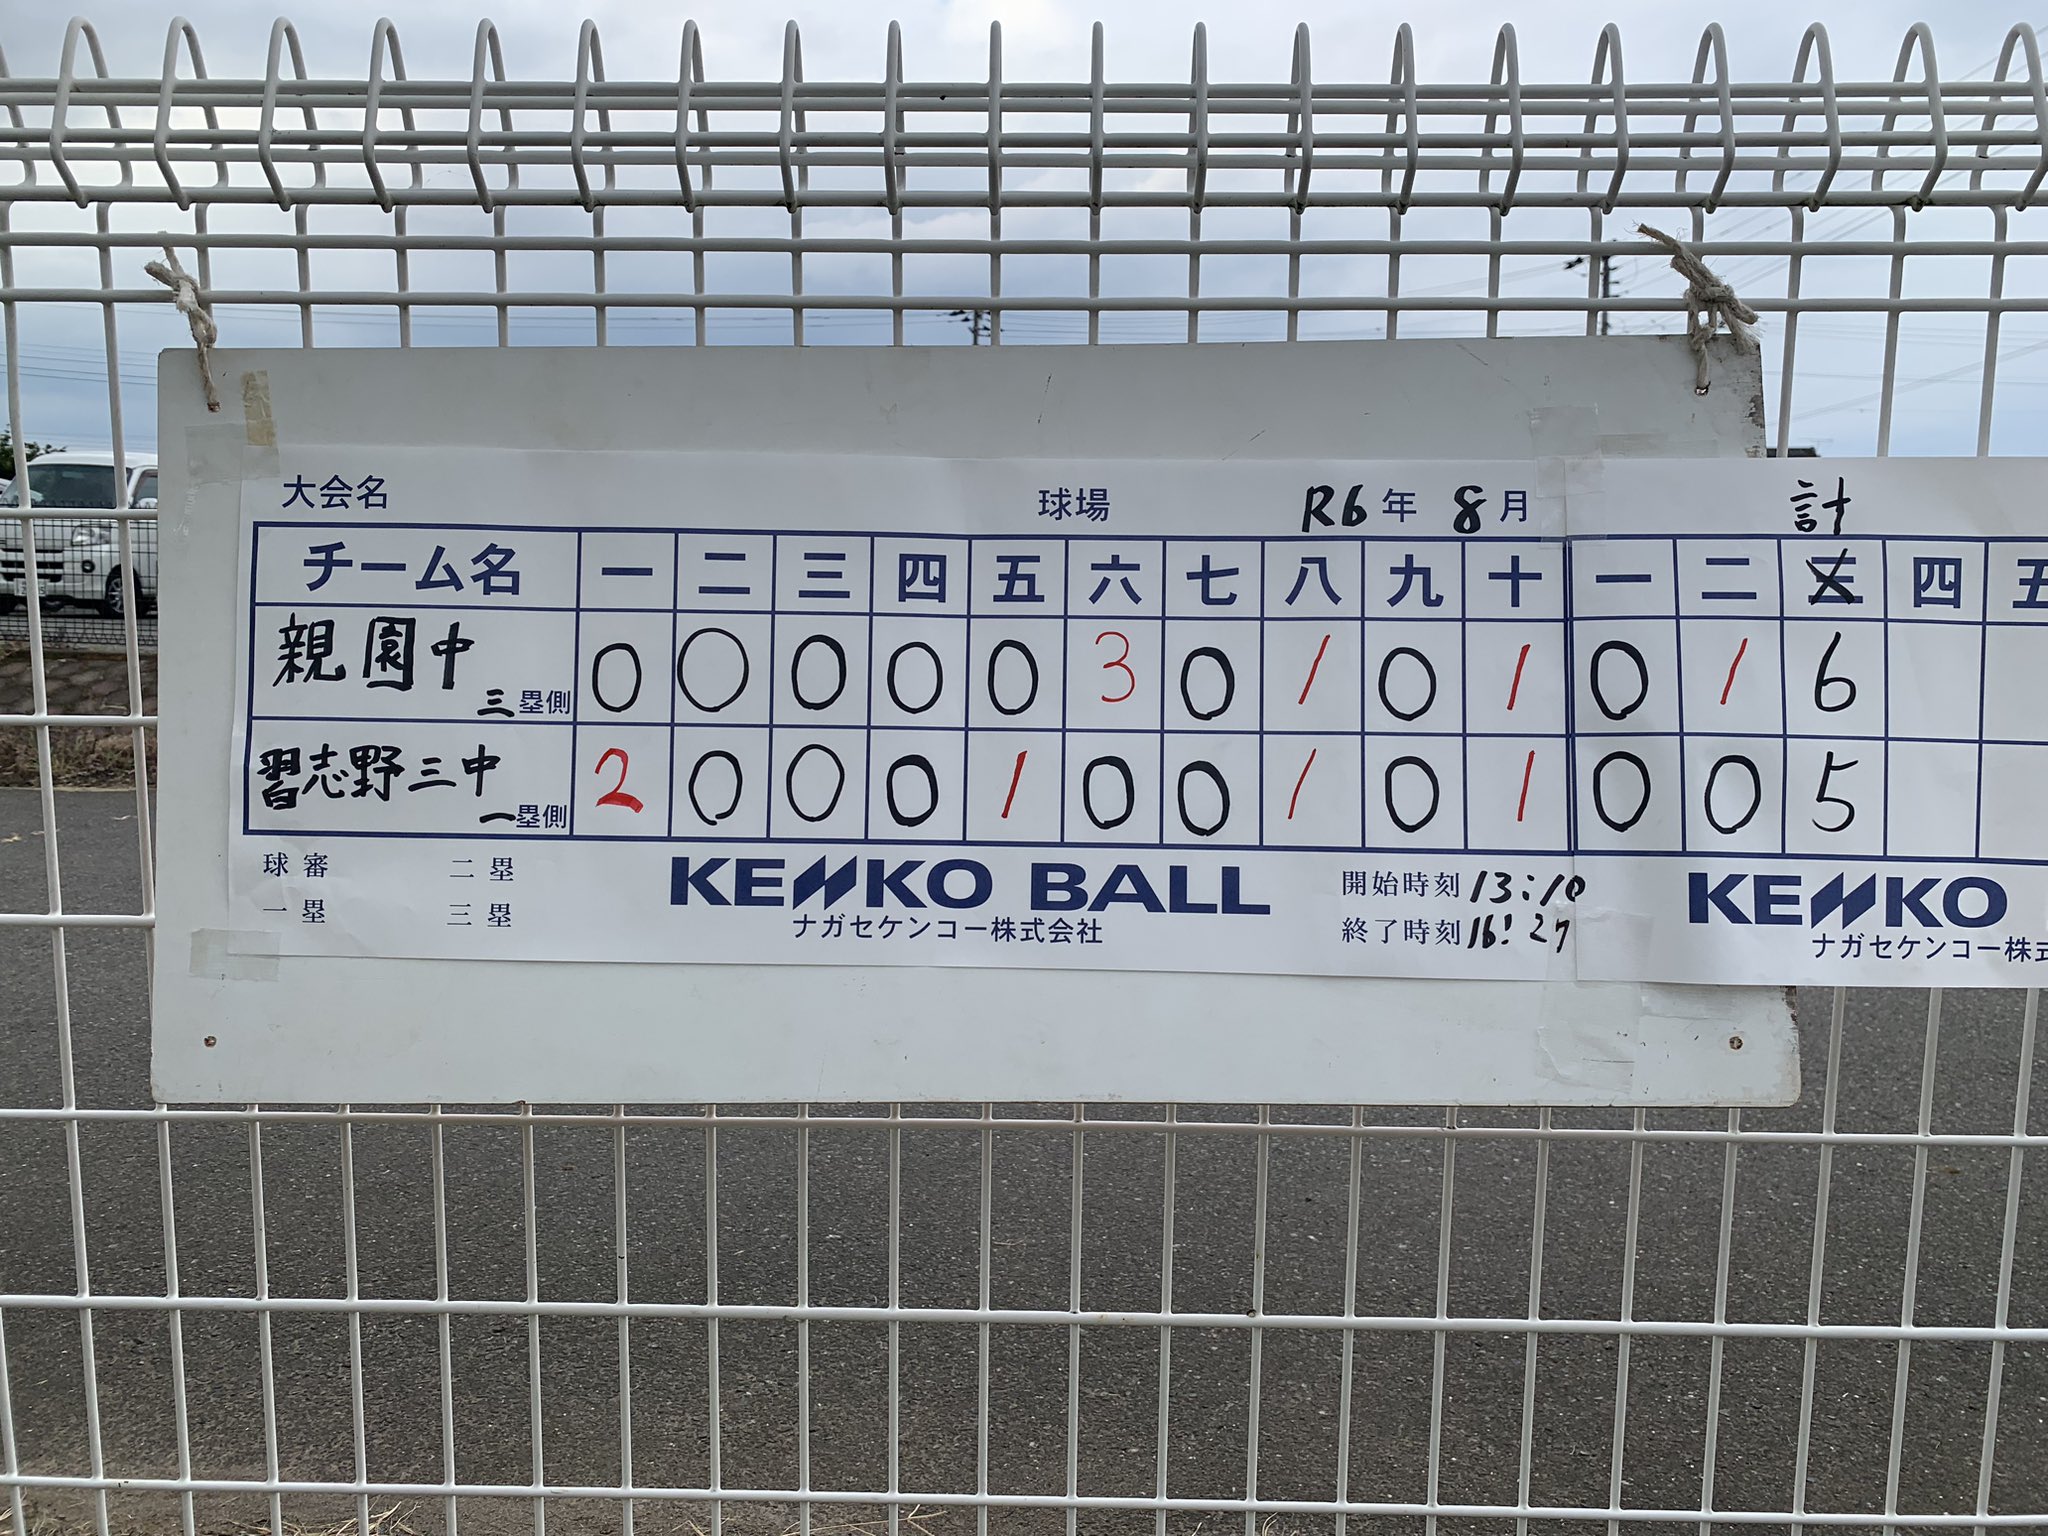 大会名 球場 R6年 8月 計
チーム名 一 二 三 四 五 六 七 八 九 十 一 二 三 四 五
親園中 三塁側 0 0 0 0 0 3 0 1 0 1 0 1 6
習志野三中 一塁側 2 0 0 0 1 0 0 1 0 1 0 0 5
球審 二塁 KENKO BALL 開始時刻 13:10 KENKO
一塁 三塁 ナガセケンコー株式会社 終了時刻 16:27 ナガセケンコー株式